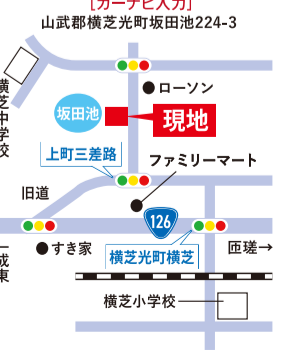 [カーナビ入力]
山武郡横芝光町坂田池224-3
横芝中学校
ローソン
坂田池
現地
上町三差路
ファミリーマート
旧道
126
すき家
横芝光町横芝
匝瑳→
成東
横芝小学校